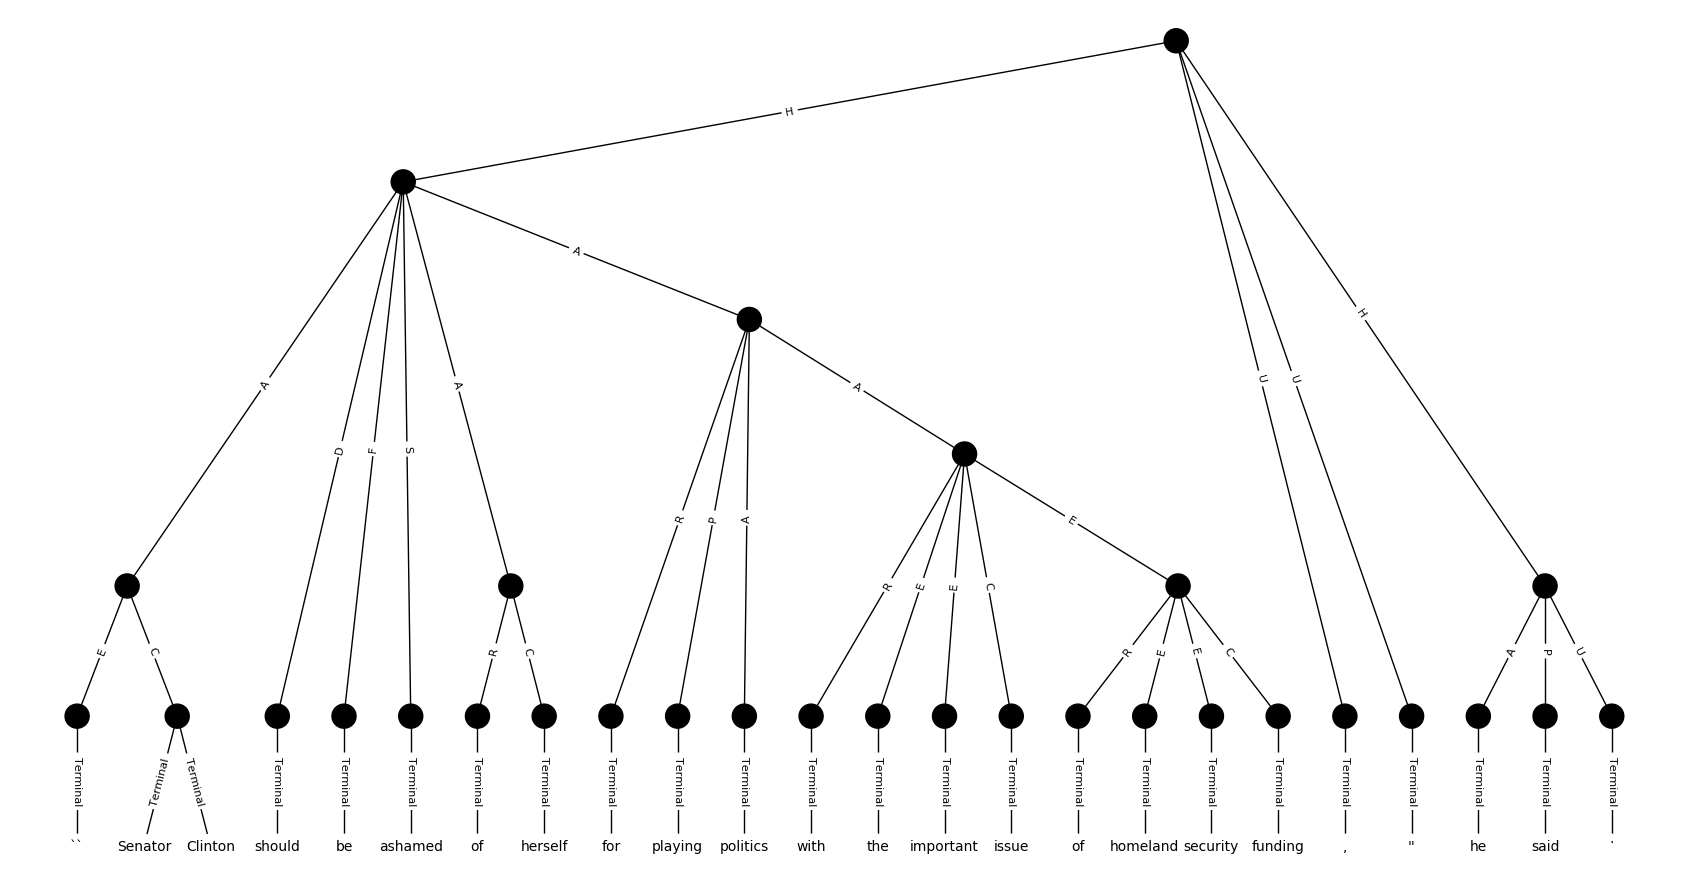 H
A
A
H
D F S A
A
U U
R P A
E
R E E C
E C
R C
R E E C
A P U
Terminal Terminal Terminal Terminal Terminal Terminal Terminal Terminal Terminal Terminal Terminal Terminal Terminal Terminal Terminal Terminal Terminal Terminal Terminal Terminal Terminal Terminal Terminal Terminal
`` Senator Clinton should be ashamed of herself for playing politics with the important issue of homeland security funding , " he said .